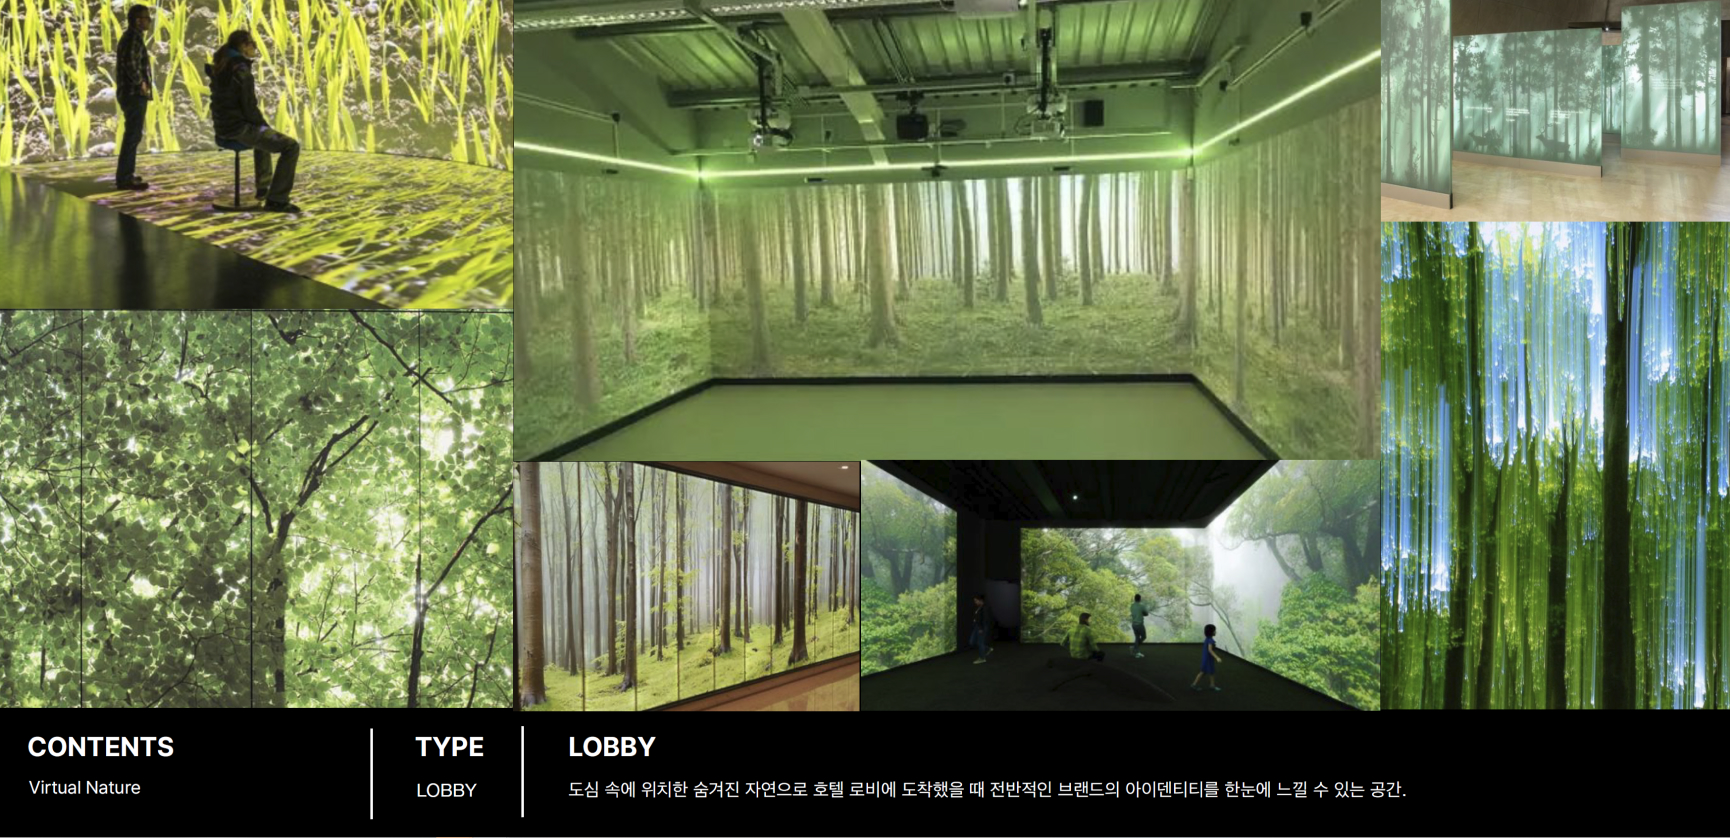 CONTENTS
Virtual Nature
TYPE
LOBBY
LOBBY
도심 속에 위치한 숨겨진 자연으로 호텔 로비에 도착했을 때 전반적인 브랜드의 아이덴티티를 한눈에 느낄 수 있는 공간.